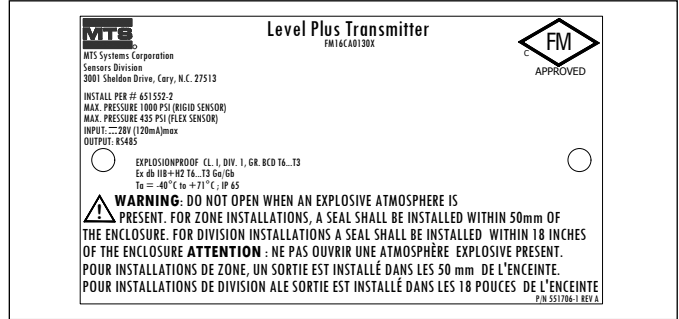 MTS
Level Plus Transmitter
FM16CA0130X
MTS Systems Corporation
Sensors Division
3001 Sheldon Drive, Cary, N.C. 27513
C FM
APPROVED
INSTALL PER # 651552-2
MAX. PRESSURE 1000 PSI (RIGID SENSOR)
MAX. PRESSURE 435 PSI (FLEX SENSOR)
INPUT: ⎓28V (120mA)max
OUTPUT: RS485
EXPLOSIONPROOF CL. I, DIV. 1, GR. BCD T6...T3
Ex db IIB+H2 T6...T3 Ga/Gb
Ta = -40°C to +71°C ; IP 65
WARNING: DO NOT OPEN WHEN AN EXPLOSIVE ATMOSPHERE IS
PRESENT. FOR ZONE INSTALLATIONS, A SEAL SHALL BE INSTALLED WITHIN 50mm OF
THE ENCLOSURE. FOR DIVISION INSTALLATIONS A SEAL SHALL BE INSTALLED WITHIN 18 INCHES
OF THE ENCLOSURE ATTENTION : NE PAS OUVRIR UNE ATMOSPHÈRE EXPLOSIVE PRESENT.
POUR INSTALLATIONS DE ZONE, UN SORTIE EST INSTALLÉ DANS LES 50 mm DE L'ENCEINTE.
POUR INSTALLATIONS DE DIVISION ALE SORTIE EST INSTALLÉ DANS LES 18 POUCES DE L'ENCEINTE
P/N 551706-1 REV A